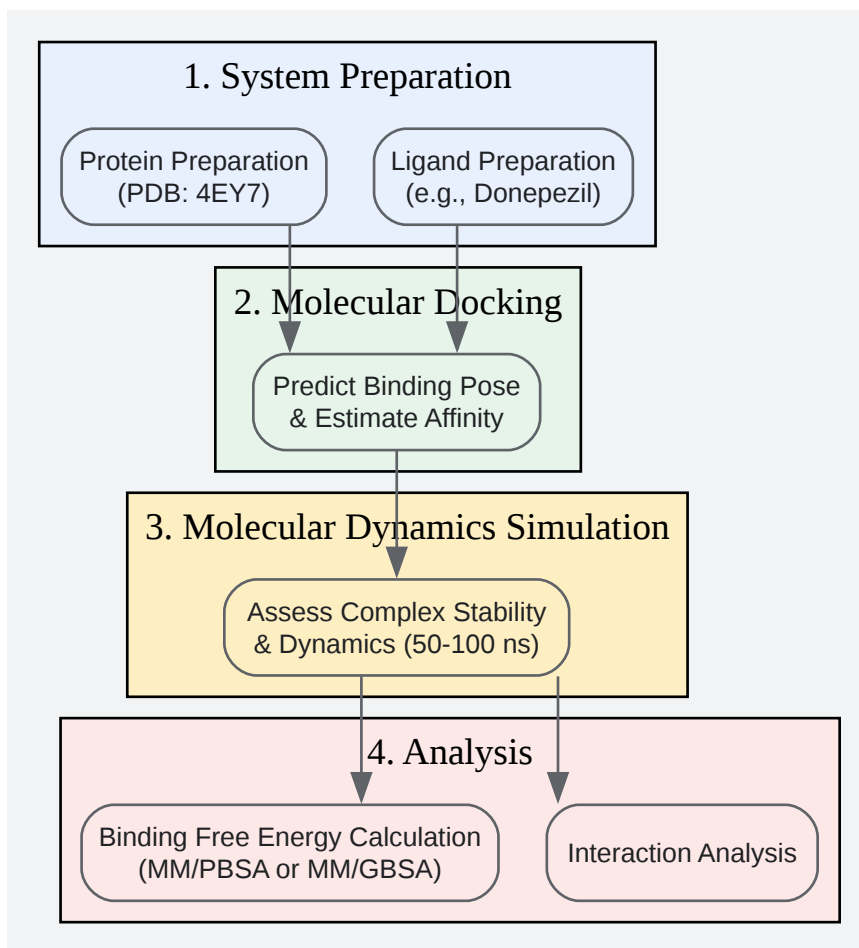 1. System Preparation
Protein Preparation
(PDB: 4EY7)
Ligand Preparation
(e.g., Donepezil)
2. Molecular Docking
Predict Binding Pose
& Estimate Affinity
3. Molecular Dynamics Simulation
Assess Complex Stability
& Dynamics (50-100 ns)
4. Analysis
Binding Free Energy Calculation
(MM/PBSA or MM/GBSA)
Interaction Analysis